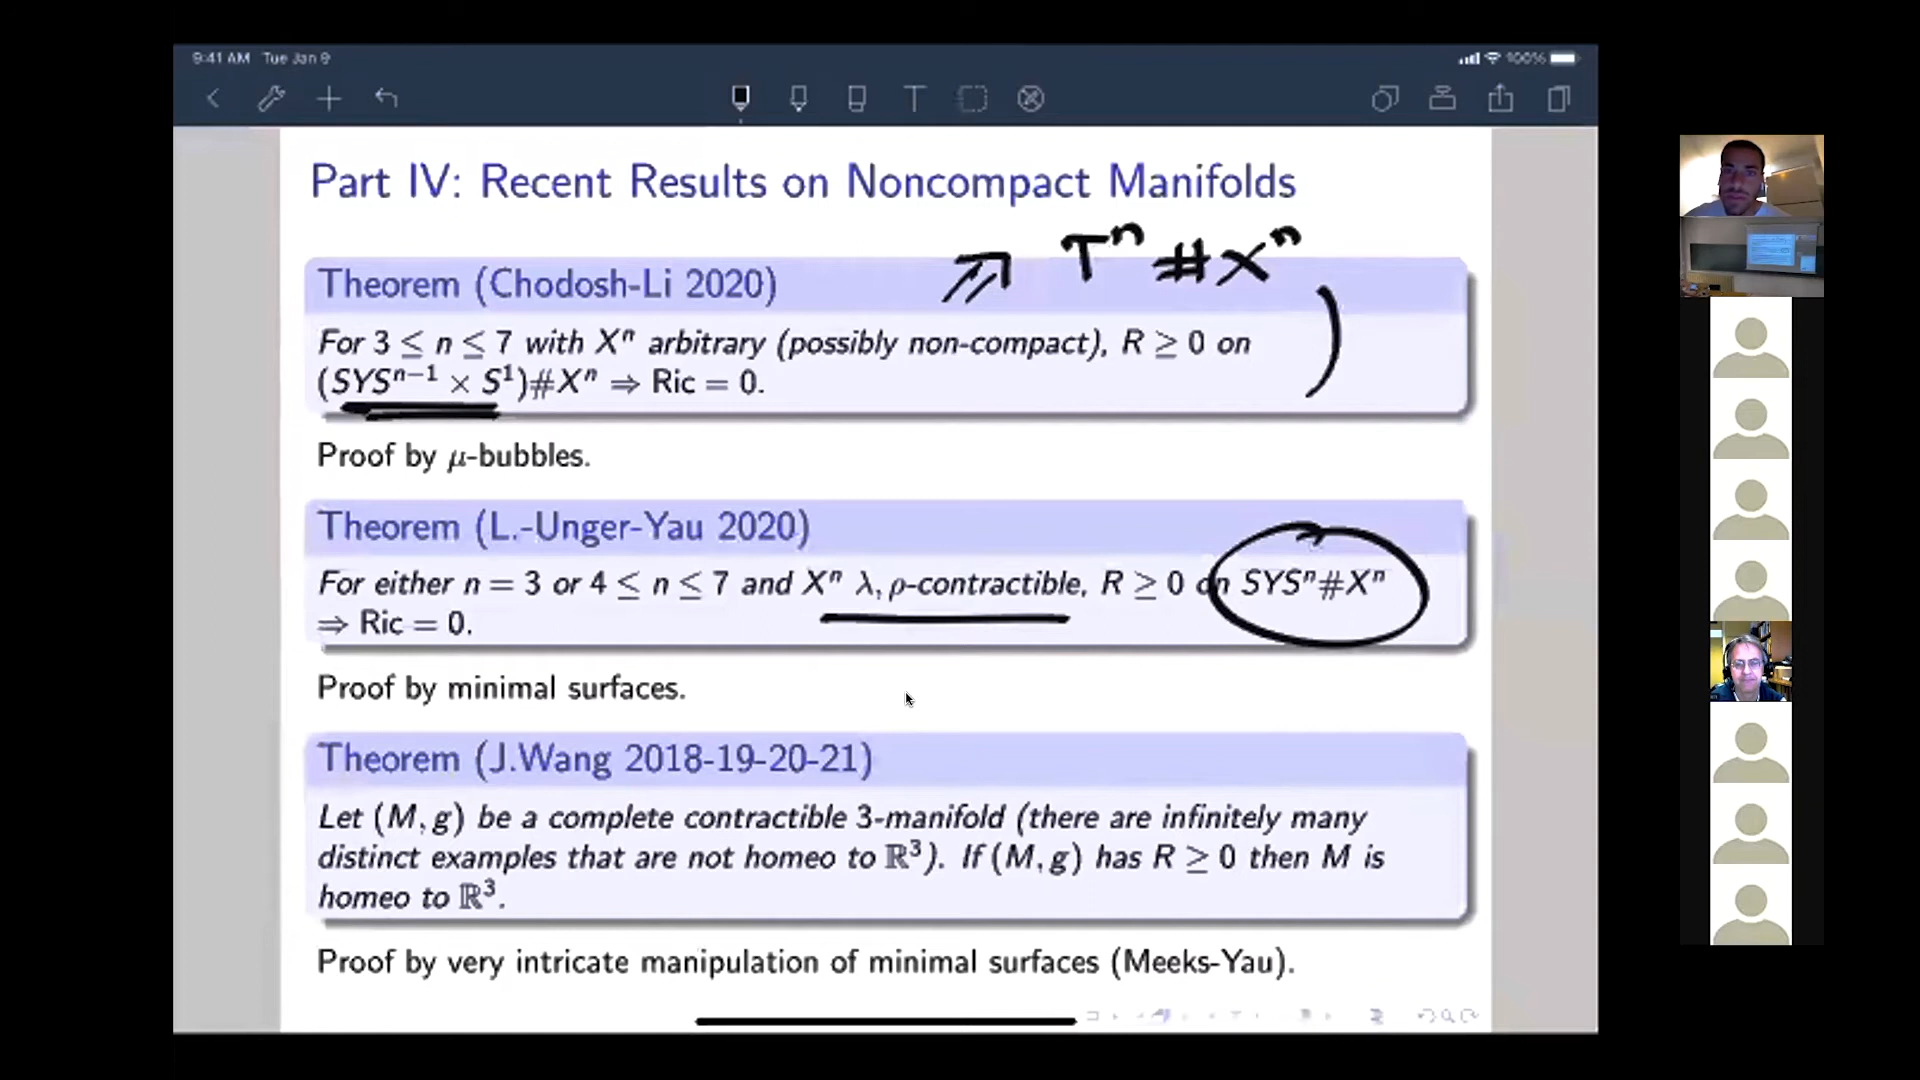 9:41 AM Tue Jan 9
100%
T
Part IV: Recent Results on Noncompact Manifolds
⇒ Tⁿ # Xⁿ
Theorem (Chodosh-Li 2020)
For 3 ≤ n ≤ 7 with Xⁿ arbitrary (possibly non-compact), R ≥ 0 on
(SYSⁿ⁻¹ × S¹)#Xⁿ ⇒ Ric = 0.
Proof by μ-bubbles.
Theorem (L.-Unger-Yau 2020)
For either n = 3 or 4 ≤ n ≤ 7 and Xⁿ λ, ρ-contractible, R ≥ 0 on SYSⁿ#Xⁿ
⇒ Ric = 0.
Proof by minimal surfaces.
Theorem (J.Wang 2018-19-20-21)
Let (M, g) be a complete contractible 3-manifold (there are infinitely many
distinct examples that are not homeo to ℝ³). If (M, g) has R ≥ 0 then M is
homeo to ℝ³.
Proof by very intricate manipulation of minimal surfaces (Meeks-Yau).